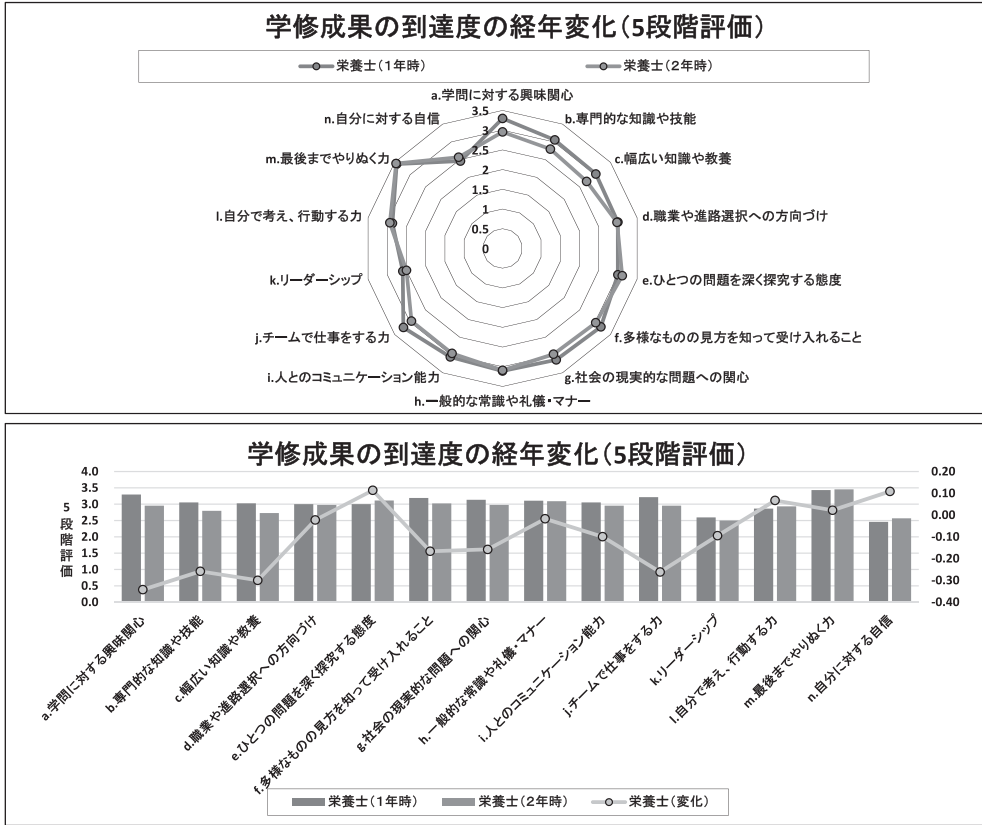 学修成果の到達度の経年変化(5段階評価)
栄養士(1年時)
栄養士(2年時)
a.学問に対する興味関心
b.専門的な知識や技能
c.幅広い知識や教養
d.職業や進路選択への方向づけ
e.ひとつの問題を深く探究する態度
f.多様なものの見方を知って受け入れること
g.社会の現実的な問題への関心
h.一般的な常識や礼儀・マナー
i.人とのコミュニケーション能力
j.チームで仕事をする力
k.リーダーシップ
l.自分で考え、行動する力
m.最後までやりぬく力
n.自分に対する自信
3.5
3
2.5
2
1.5
1
0.5
0
学修成果の到達度の経年変化(5段階評価)
5段階評価
4.0
3.5
3.0
2.5
2.0
1.5
1.0
0.5
0.0
0.20
0.10
0.00
-0.10
-0.20
-0.30
-0.40
a.学問に対する興味関心
b.専門的な知識や技能
c.幅広い知識や教養
d.職業や進路選択への方向づけ
e.ひとつの問題を深く探究する態度
f.多様なものの見方を知って受け入れること
g.社会の現実的な問題への関心
h.一般的な常識や礼儀・マナー
i.人とのコミュニケーション能力
j.チームで仕事をする力
k.リーダーシップ
l.自分で考え、行動する力
m.最後までやりぬく力
n.自分に対する自信
栄養士(1年時)
栄養士(2年時)
栄養士(変化)